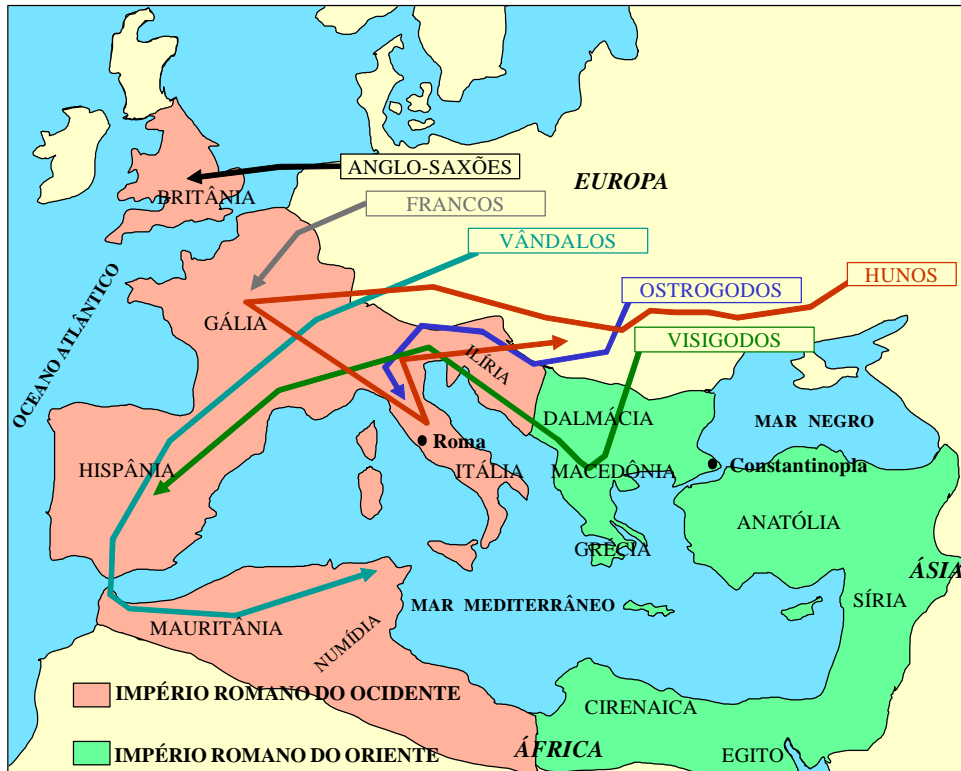 ANGLO-SAXÕES
EUROPA
BRITÂNIA
FRANCOS
VÂNDALOS
HUNOS
OSTROGODOS
OCEANO ATLÂNTICO
GÁLIA
VISIGODOS
ILÍRIA
DALMÁCIA
MAR NEGRO
Roma
HISPÂNIA
ITÁLIA
MACEDÔNIA
Constantinopla
ANATÓLIA
GRÉCIA
ÁSIA
MAR MEDITERRÂNEO
SÍRIA
MAURITÂNIA
NUMÍDIA
IMPÉRIO ROMANO DO OCIDENTE
CIRENAICA
IMPÉRIO ROMANO DO ORIENTE
ÁFRICA
EGITO